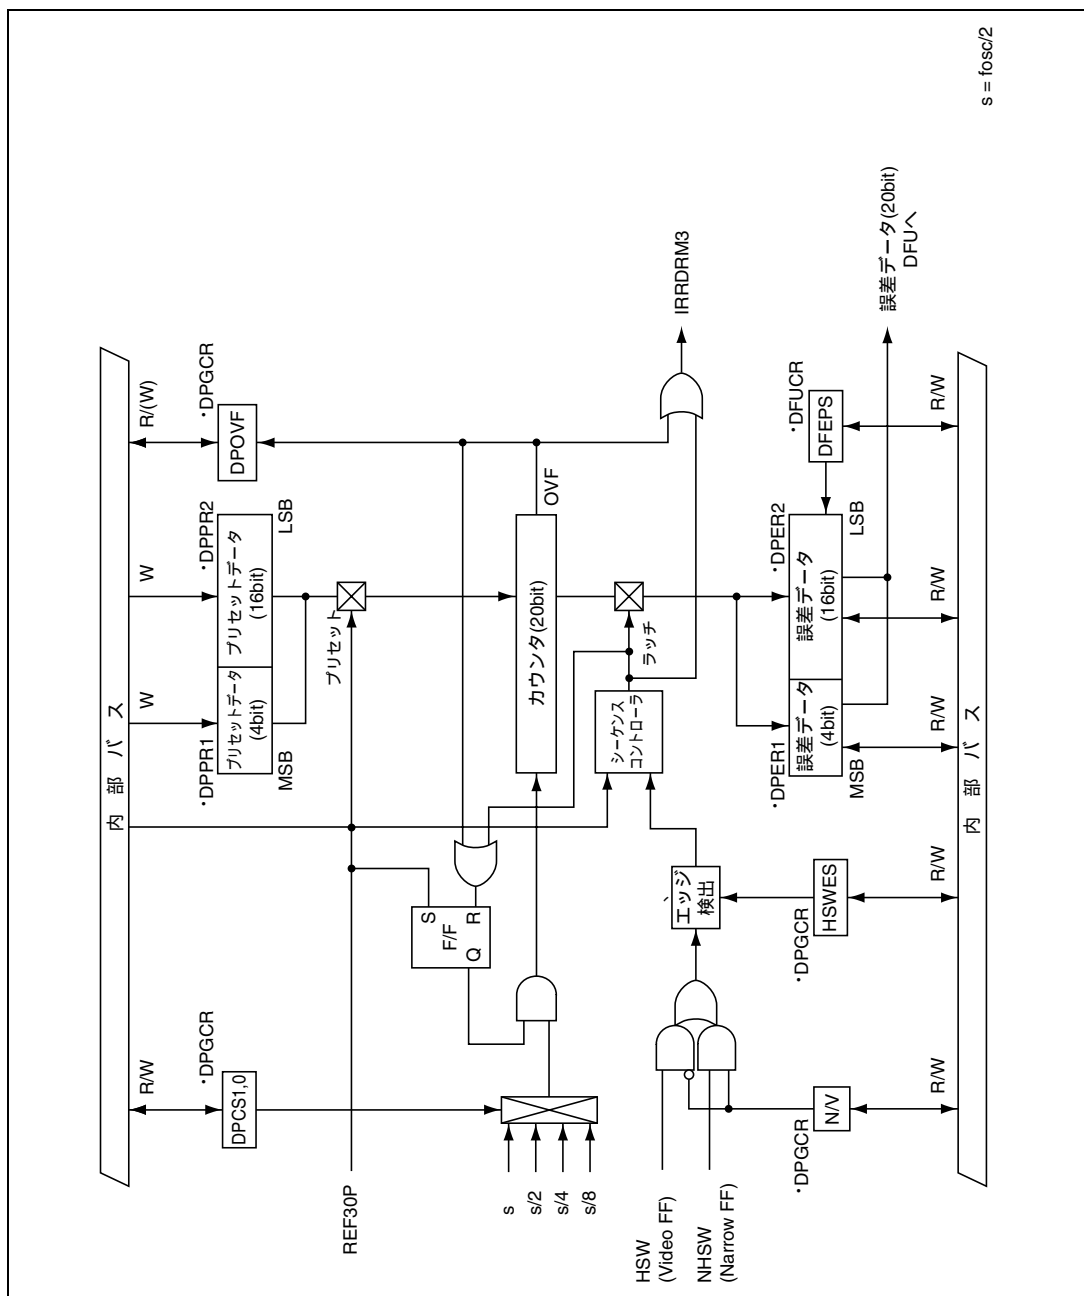 s = fosc/2
内部バス
R/W
・DPGCR
DPCS1,0
W
・DPPR1
プリセットデータ
(4bit)
MSB
W
・DPPR2
プリセットデータ
(16bit)
LSB
R/(W)
・DPGCR
DPOVF
REF30P
プリセット
S
F/F
Q
R
s
s/2
s/4
s/8
カウンタ(20bit)
OVF
IRRDRM3
シーケンス
コントローラ
ラッチ
HSW
(Video FF)
NHSW
(Narrow FF)
エッジ
検出
・DPGCR
N/V
R/W
・DPGCR
HSWES
R/W
・DPER1
誤差データ
(4bit)
MSB
R/W
・DPER2
誤差データ
(16bit)
LSB
R/W
・DFUCR
DFEPS
R/W
誤差データ(20bit)
DFUへ
内部バス